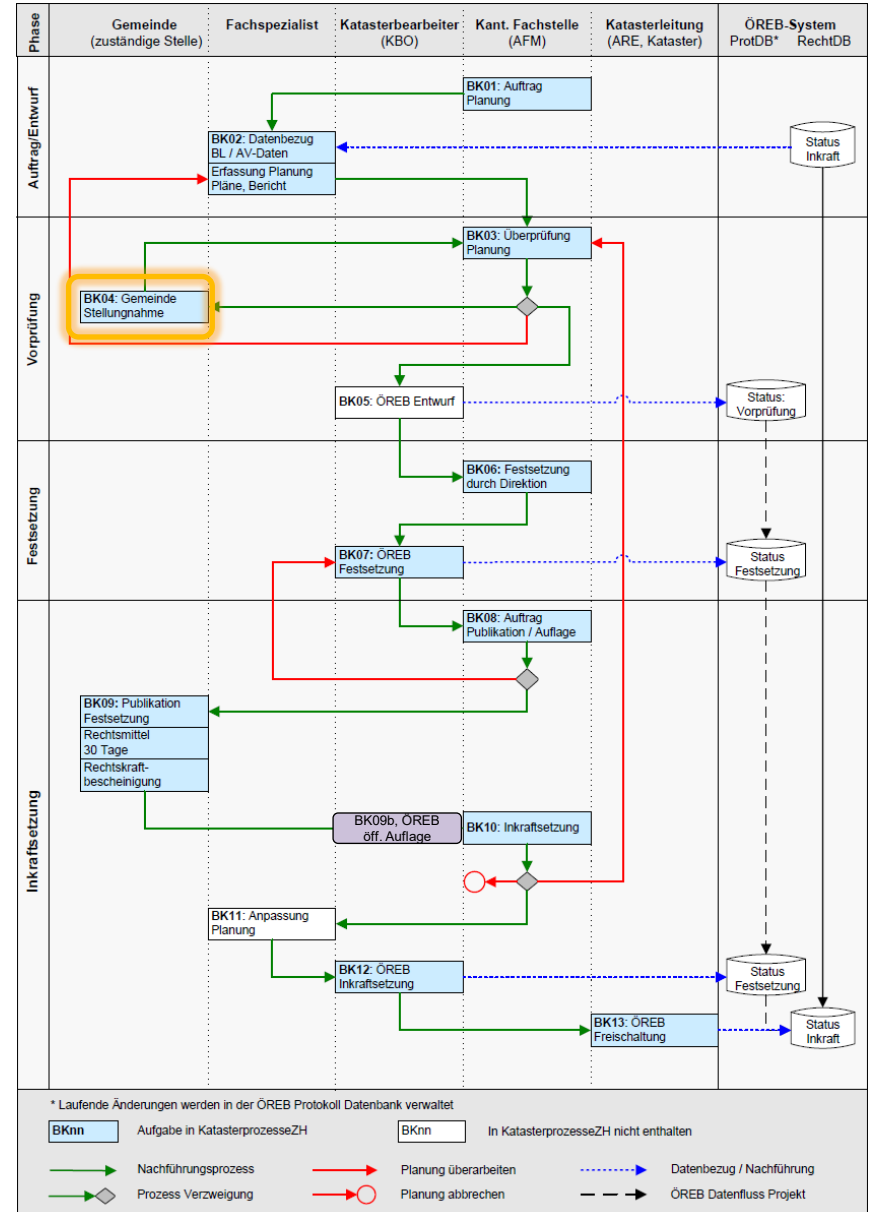 Phase
Gemeinde
(zuständige Stelle)
Fachspezialist
Katasterbearbeiter
(KBO)
Kant. Fachstelle
(AFM)
Katasterleitung
(ARE, Kataster)
ÖREB-System
ProtDB* RechtDB
Auftrag/Entwurf
BK01: Auftrag
Planung
BK02: Datenbezug
BL / AV-Daten
Erfassung Planung
Pläne, Bericht
Status
Inkraft
Vorprüfung
BK03: Überprüfung
Planung
BK04: Gemeinde
Stellungnahme
BK05: ÖREB Entwurf
Status:
Vorprüfung
Festsetzung
BK06: Festsetzung
durch Direktion
BK07: ÖREB
Festsetzung
Status
Festsetzung
Inkraftsetzung
BK08: Auftrag
Publikation / Auflage
BK09: Publikation
Festsetzung
Rechtsmittel
30 Tage
Rechtskraft-
bescheinigung
BK09b, ÖREB
öff. Auflage
BK10: Inkraftsetzung
BK11: Anpassung
Planung
BK12: ÖREB
Inkraftsetzung
Status
Festsetzung
BK13: ÖREB
Freischaltung
Status
Inkraft
* Laufende Änderungen werden in der ÖREB Protokoll Datenbank verwaltet
BKnn Aufgabe in KatasterprozesseZH BKnn In KatasterprozesseZH nicht enthalten
Nachführungsprozess Planung überarbeiten Datenbezug / Nachführung
Prozess Verzweigung Planung abbrechen ÖREB Datenfluss Projekt